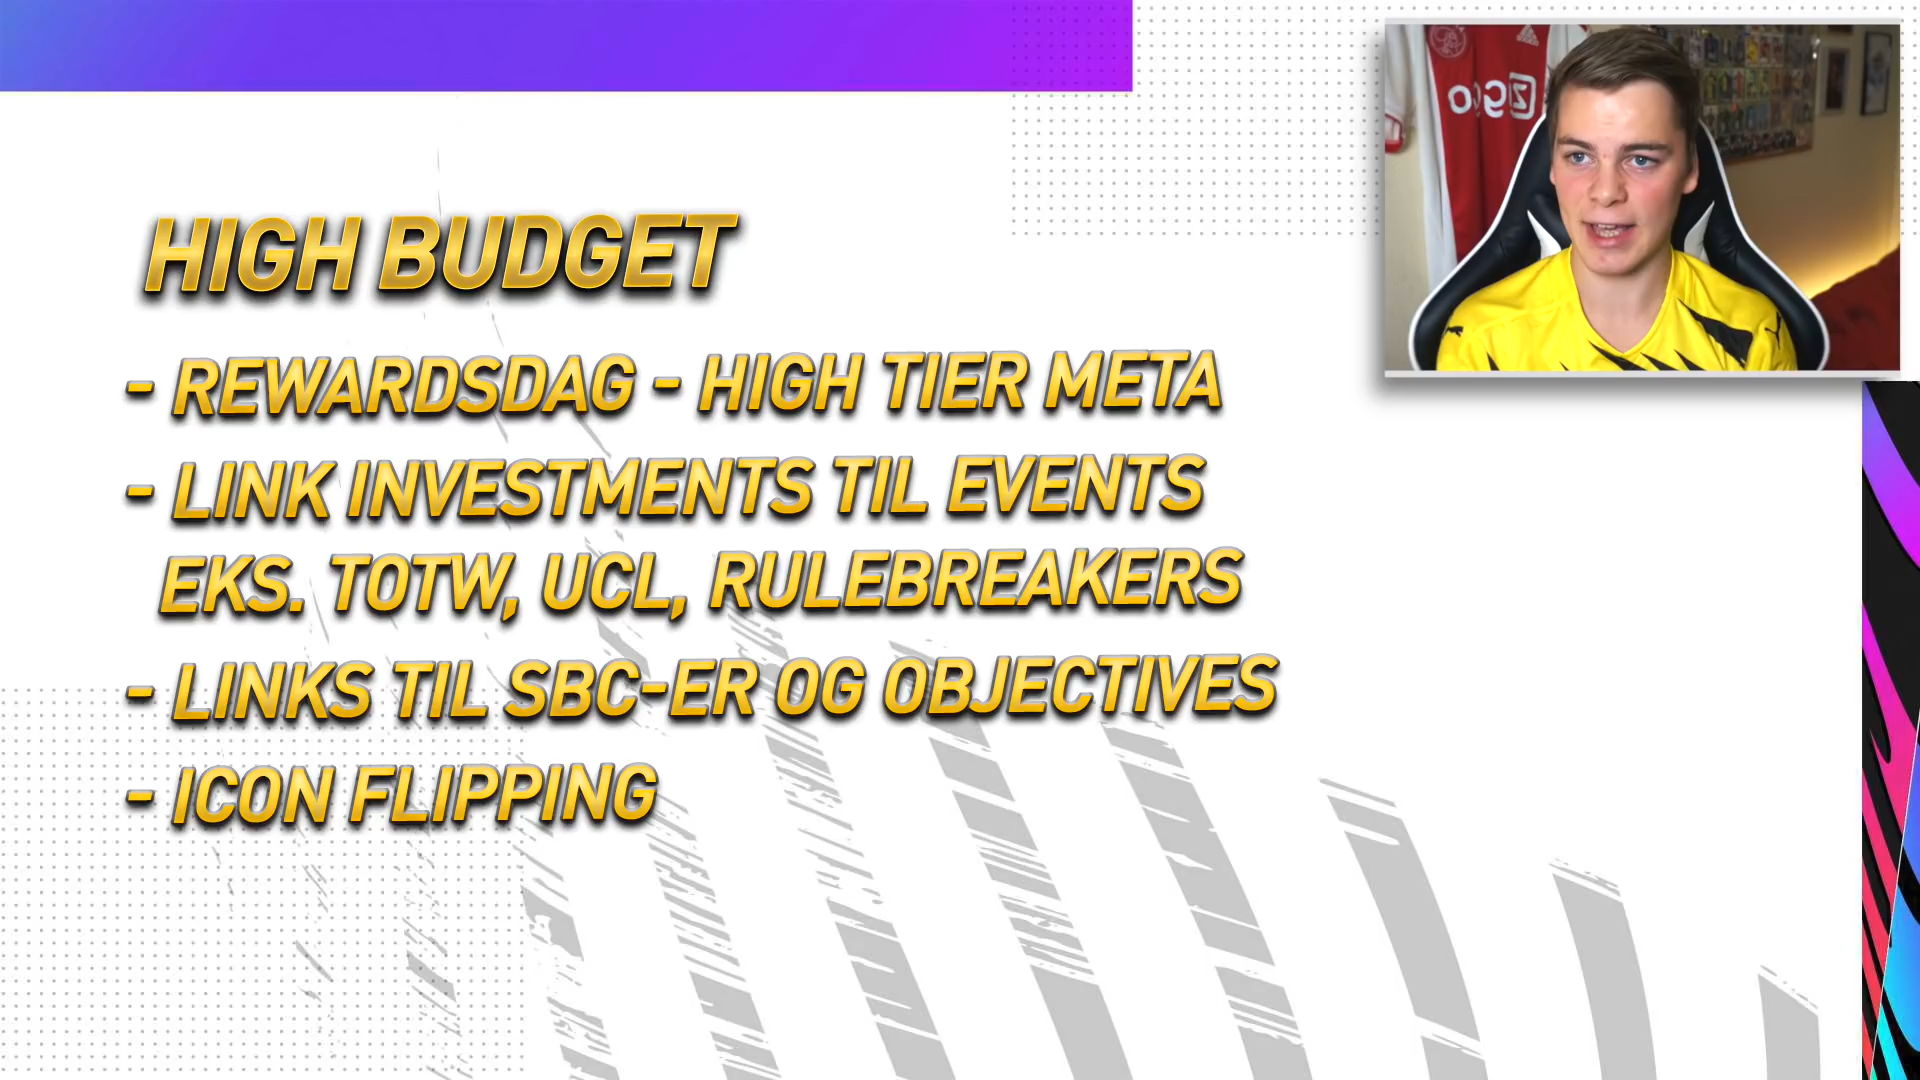 HIGH BUDGET
- REWARDSDAG - HIGH TIER META
- LINK INVESTMENTS TIL EVENTS
EKS. TOTW, UCL, RULEBREAKERS
- LINKS TIL SBC-ER OG OBJECTIVES
- ICON FLIPPING
Ziggo